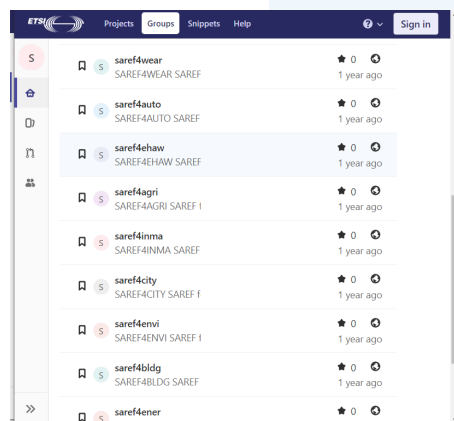 ETSI Projects Groups Snippets Help Sign in
S
S saref4wear 0
SAREF4WEAR SAREF 1 year ago
S saref4auto 0
SAREF4AUTO SAREF 1 year ago
S saref4ehaw 0
SAREF4EHAW SAREF 1 year ago
S saref4agri 0
SAREF4AGRI SAREF 1 year ago
S saref4inma 0
SAREF4INMA SAREF 1 year ago
S saref4city 0
SAREF4CITY SAREF f 1 year ago
S saref4envi 0
SAREF4ENVI SAREF 1 year ago
S saref4bldg 0
SAREF4BLDG SAREF 1 year ago
S saref4ener 0